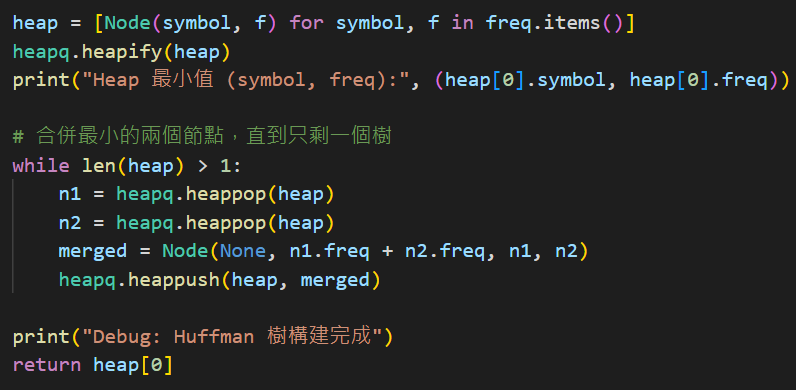 heap = [Node(symbol, f) for symbol, f in freq.items()]
heapq.heapify(heap)
print("Heap 最小值 (symbol, freq):", (heap[0].symbol, heap[0].freq))
# 合併最小的兩個節點，直到只剩一個樹
while len(heap) > 1:
    n1 = heapq.heappop(heap)
    n2 = heapq.heappop(heap)
    merged = Node(None, n1.freq + n2.freq, n1, n2)
    heapq.heappush(heap, merged)
print("Debug: Huffman 樹構建完成")
return heap[0]